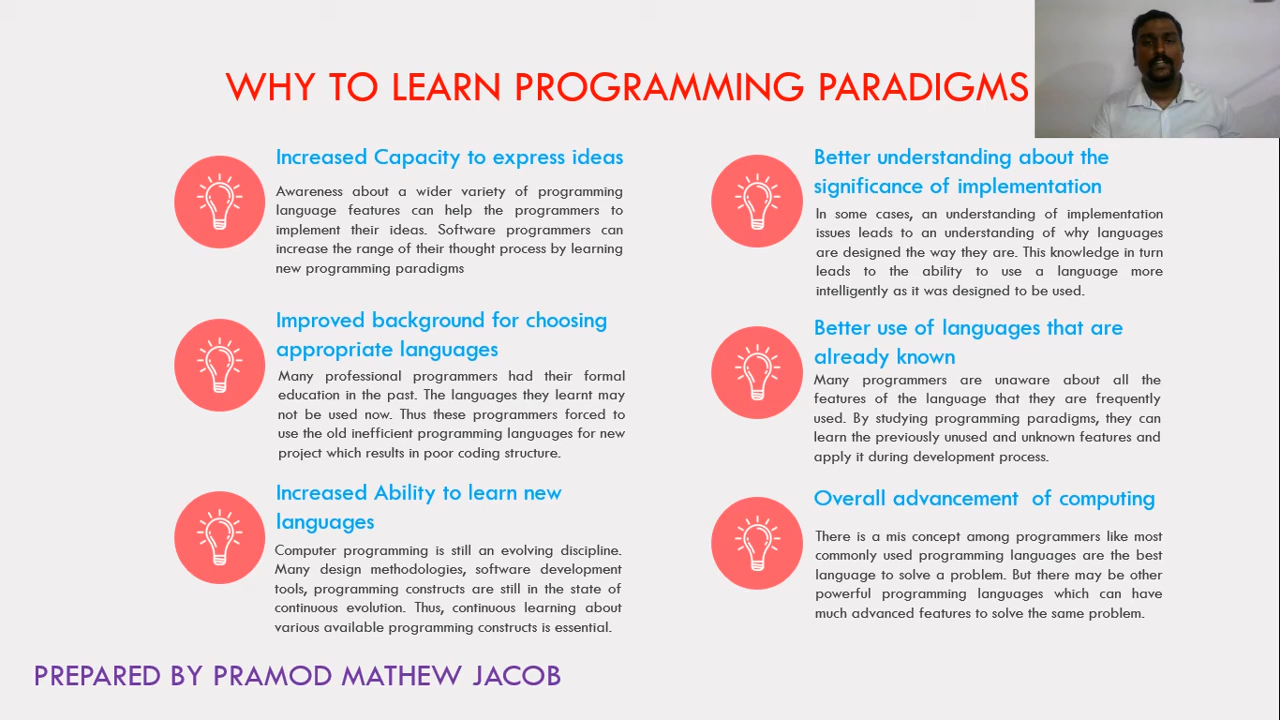 WHY TO LEARN PROGRAMMING PARADIGMS
Increased Capacity to express ideas
Awareness about a wider variety of programming
language features can help the programmers to
implement their ideas. Software programmers can
increase the range of their thought process by learning
new programming paradigms
Improved background for choosing
appropriate languages
Many professional programmers had their formal
education in the past. The languages they learnt may
not be used now. Thus these programmers forced to
use the old inefficient programming languages for new
project which results in poor coding structure.
Increased Ability to learn new
languages
Computer programming is still an evolving discipline.
Many design methodologies, software development
tools, programming constructs are still in the state of
continuous evolution. Thus, continuous learning about
various available programming constructs is essential.
Better understanding about the
significance of implementation
In some cases, an understanding of implementation
issues leads to an understanding of why languages
are designed the way they are. This knowledge in turn
leads to the ability to use a language more
intelligently as it was designed to be used.
Better use of languages that are
already known
Many programmers are unaware about all the
features of the language that they are frequently
used. By studying programming paradigms, they can
learn the previously unused and unknown features and
apply it during development process.
Overall advancement of computing
There is a mis concept among programmers like most
commonly used programming languages are the best
language to solve a problem. But there may be other
powerful programming languages which can have
much advanced features to solve the same problem.
PREPARED BY PRAMOD MATHEW JACOB